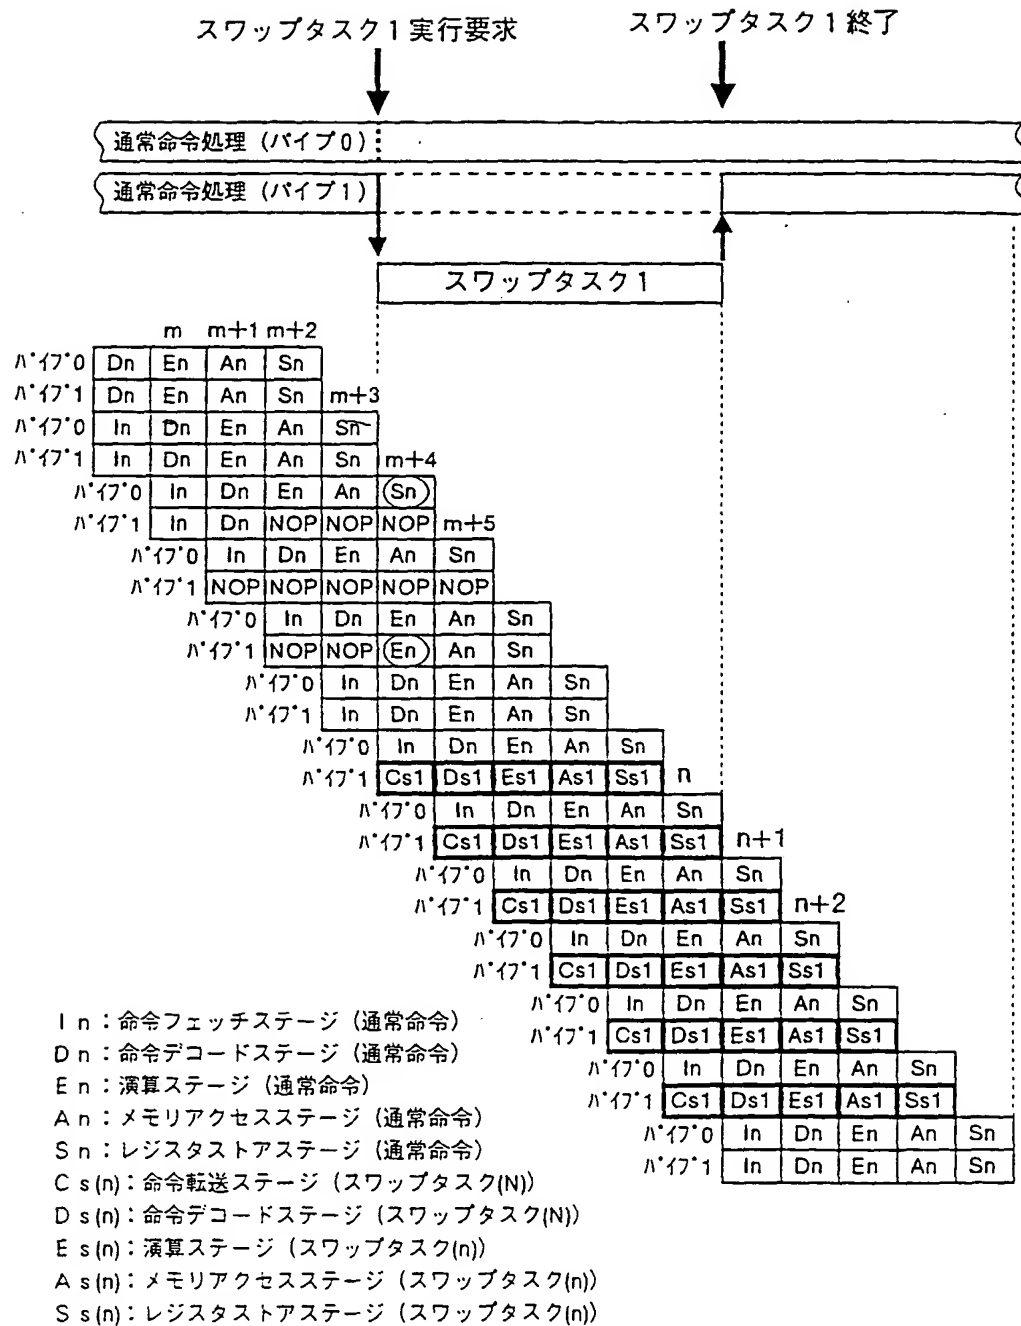 スワップタスク1実行要求
スワップタスク1終了
通常命令処理（パイプ0）
通常命令処理（パイプ1）
スワップタスク1
m m+1 m+2
パイプ0 Dn En An Sn
パイプ1 Dn En An Sn m+3
パイプ0 In Dn En An Sn
パイプ1 In Dn En An Sn m+4
パイプ0 In Dn En An Sn
パイプ1 In Dn NOP NOP NOP m+5
パイプ0 In Dn En An Sn
パイプ1 NOP NOP NOP NOP NOP
パイプ0 In Dn En An Sn
パイプ1 NOP NOP En An Sn
パイプ0 In Dn En An Sn
パイプ1 In Dn En An Sn
パイプ0 In Dn En An Sn
パイプ1 Cs1 Ds1 Es1 As1 Ss1 n
パイプ0 In Dn En An Sn
パイプ1 Cs1 Ds1 Es1 As1 Ss1 n+1
パイプ0 In Dn En An Sn
パイプ1 Cs1 Ds1 Es1 As1 Ss1 n+2
パイプ0 In Dn En An Sn
パイプ1 Cs1 Ds1 Es1 As1 Ss1
パイプ0 In Dn En An Sn
パイプ1 Cs1 Ds1 Es1 As1 Ss1
パイプ0 In Dn En An Sn
パイプ1 Cs1 Ds1 Es1 As1 Ss1
パイプ0 In Dn En An Sn
パイプ1 In Dn En An Sn
In：命令フェッチステージ（通常命令）
Dn：命令デコードステージ（通常命令）
En：演算ステージ（通常命令）
An：メモリアクセスステージ（通常命令）
Sn：レジスタストアステージ（通常命令）
Cs(n)：命令転送ステージ（スワップタスク(N)）
Ds(n)：命令デコードステージ（スワップタスク(N)）
Es(n)：演算ステージ（スワップタスク(n)）
As(n)：メモリアクセスステージ（スワップタスク(n)）
Ss(n)：レジスタストアステージ（スワップタスク(n)）